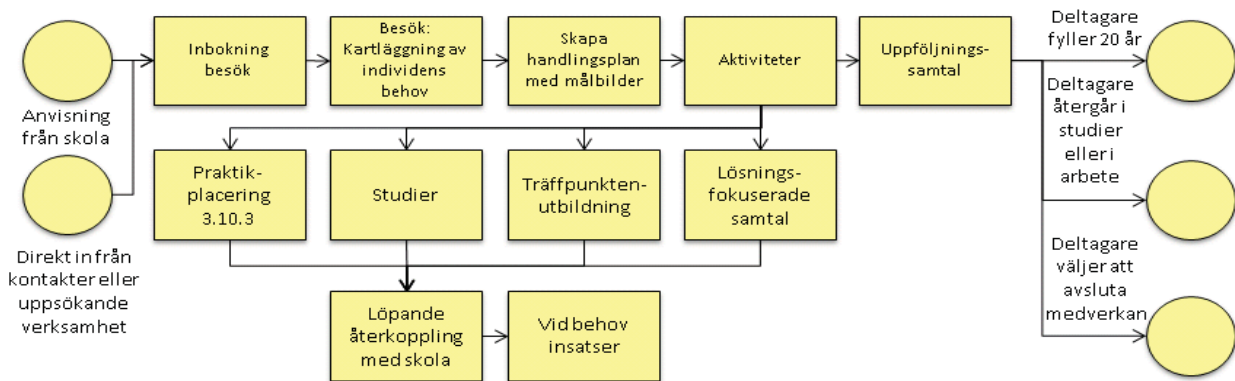 Anvisning
från skola
Direkt in från
kontakter eller
uppsökande
verksamhet
Inbokning
besök
Besök:
Kartläggning av
individens
behov
Skapa
handlingsplan
med målbilder
Aktiviteter
Uppföljnings-
samtal
Praktik-
placering
3.10.3
Studier
Träffpunkten-
utbildning
Lösnings-
fokuserade
samtal
Löpande
återkoppling
med skola
Vid behov
insatser
Deltagare
fyller 20 år
Deltagare
återgår i
studier
eller i
arbete
Deltagare
väljer att
avsluta
medverkan